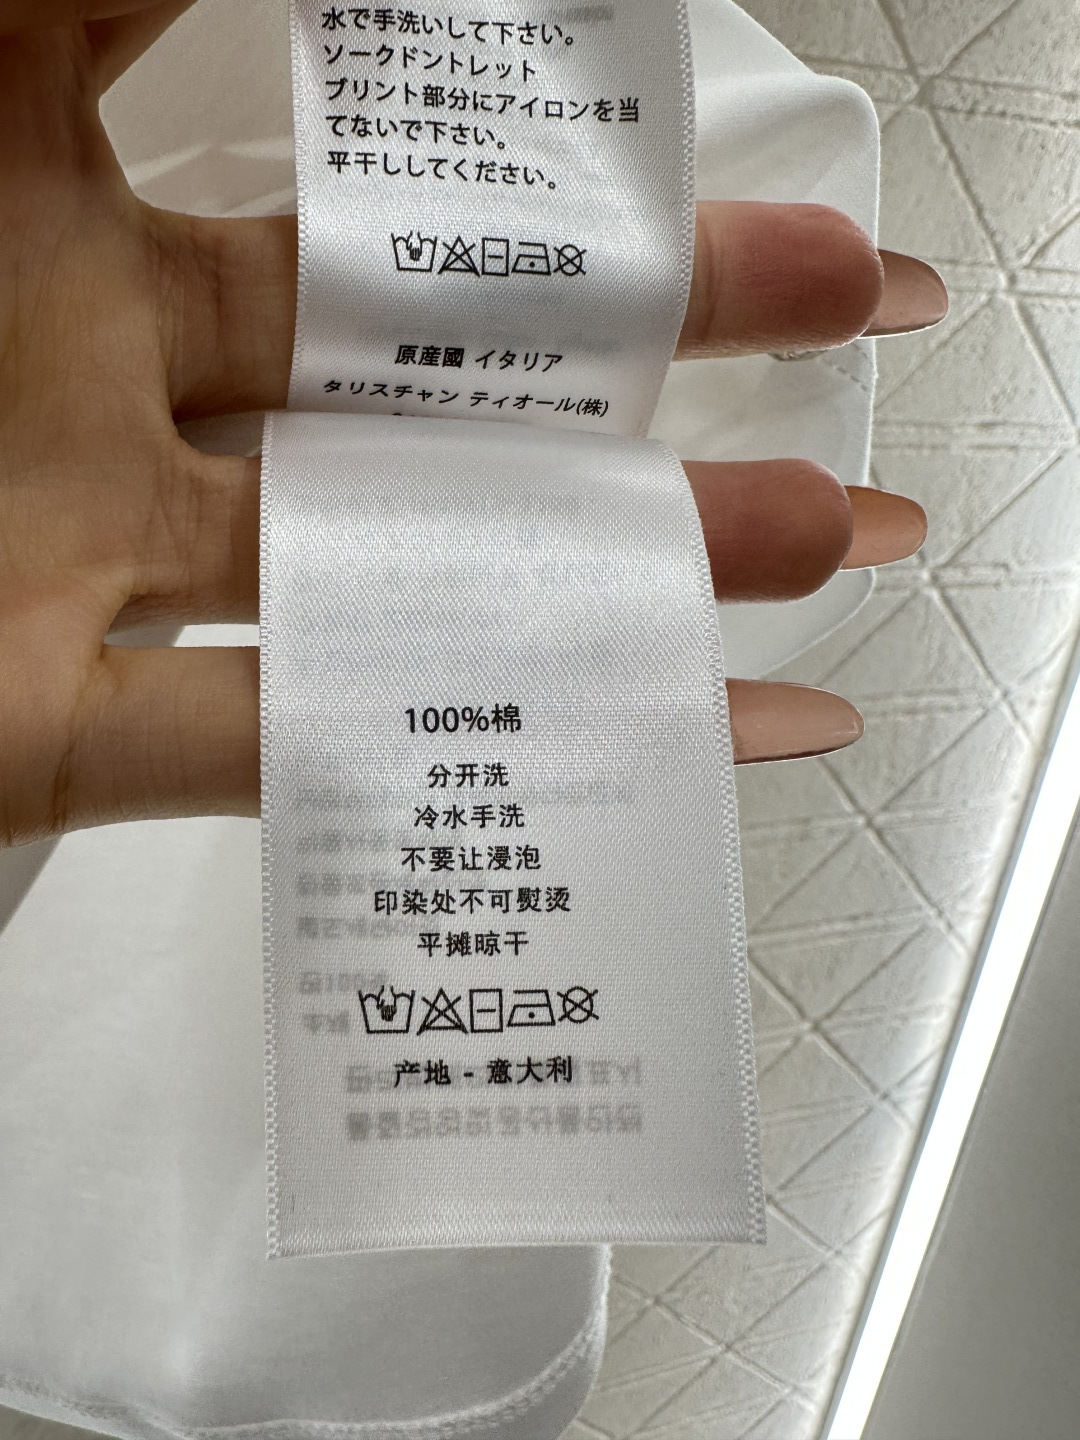 水で手洗いして下さい。
ソークドントレット
プリント部分にアイロンを当
てないで下さい。
平干ししてください。
原産國 イタリア
タリスチャン ティオール(株)
100%棉
分开洗
冷水手洗
不要让浸泡
印染处不可熨烫
平摊晾干
产地 - 意大利